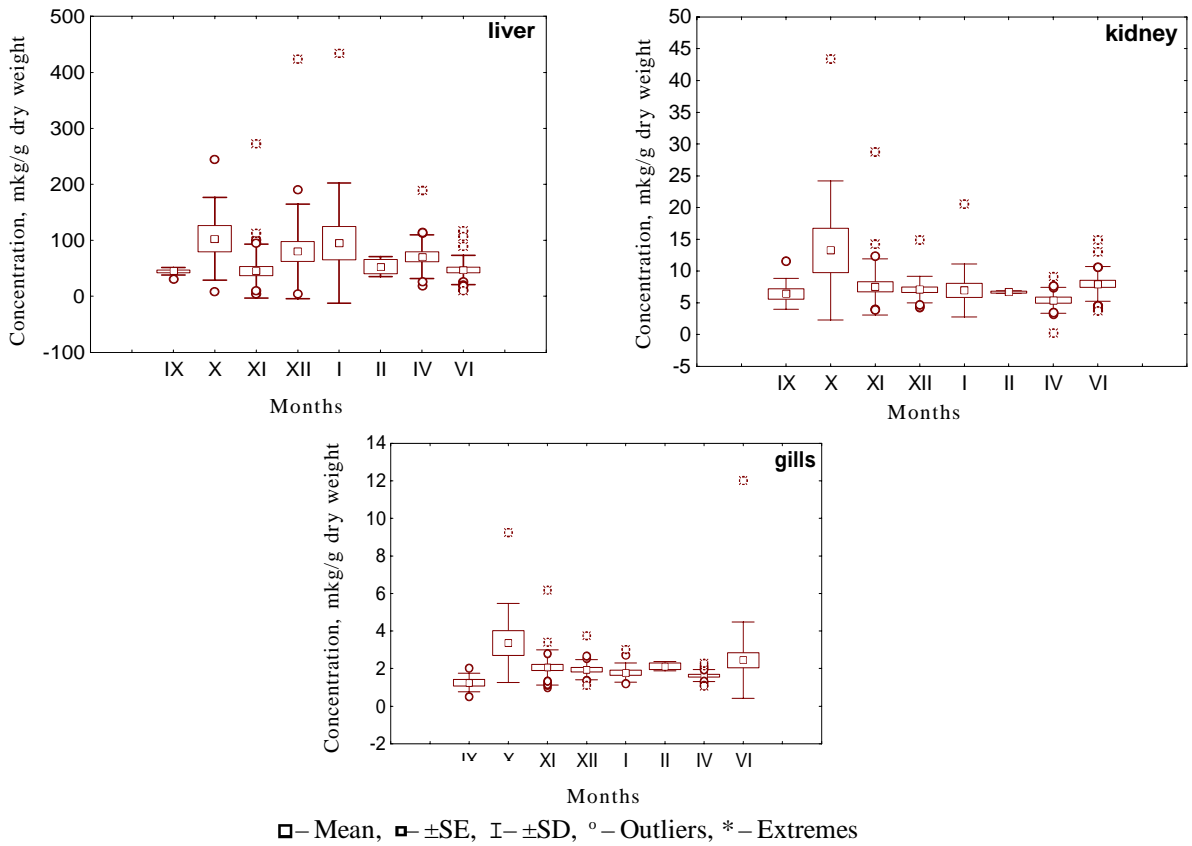 liver
Concentration, mkg/g dry weight
500
400
300
200
100
0
-100
IX X XI XII I II IV VI
Months
kidney
Concentration, mkg/g dry weight
50
45
40
35
30
25
20
15
10
5
0
-5
IX X XI XII I II IV VI
Months
gills
Concentration, mkg/g dry weight
14
12
10
8
6
4
2
0
-2
IX X XI XII I II IV VI
Months
– Mean, – ±SE, – ±SD, ° – Outliers, * – Extremes